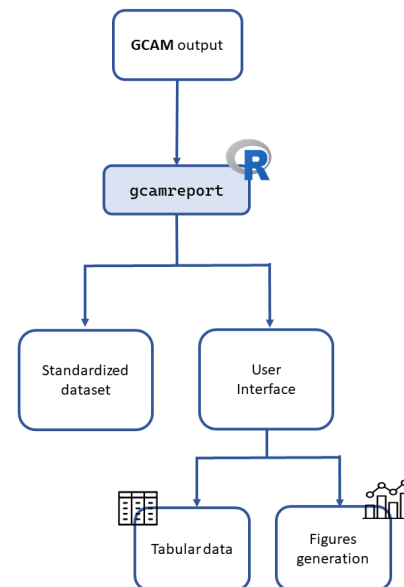 GCAM output
R
gcamreport
Standardized
dataset
User
Interface
Tabular data
Figures
generation